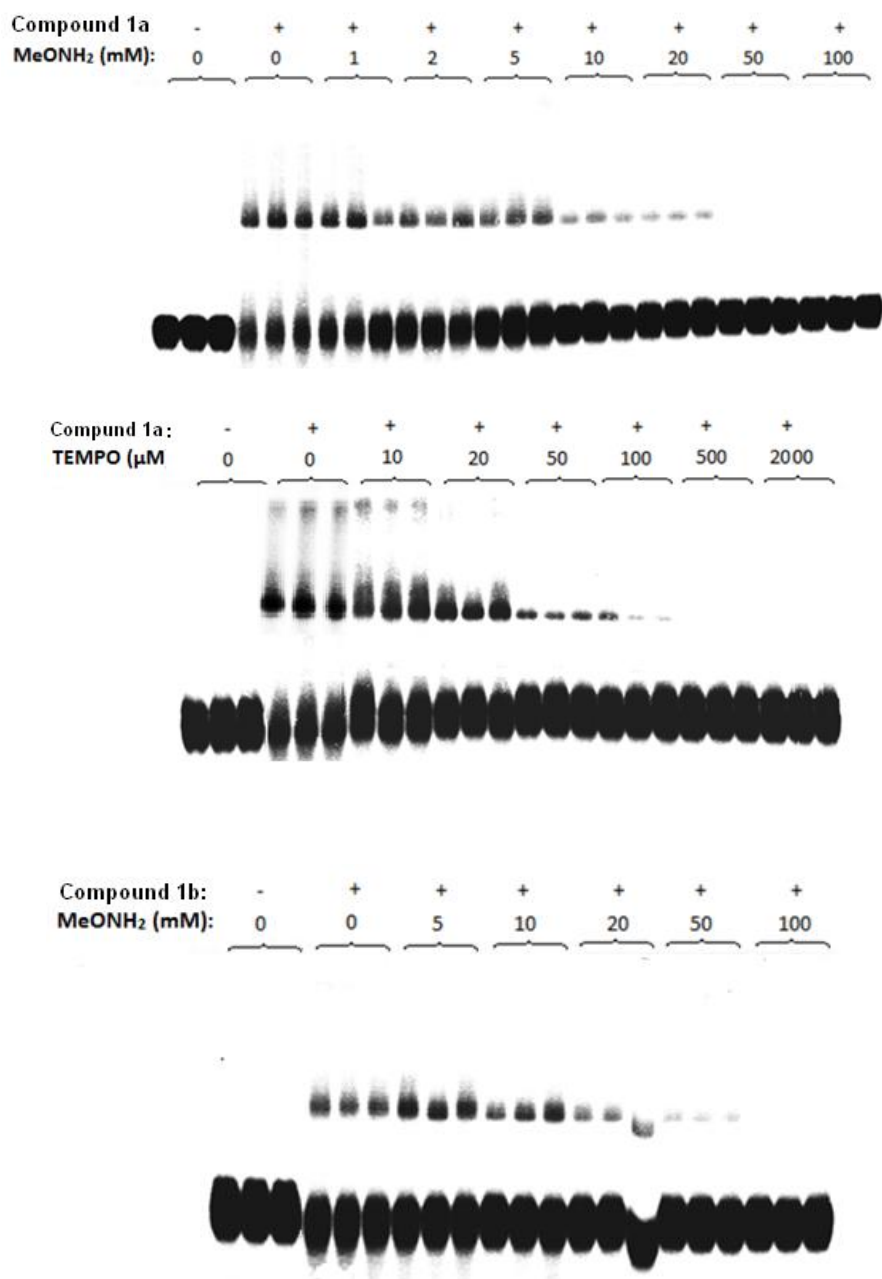 Compound 1a - + + + + + + + +
MeONH₂ (mM): 0 0 1 2 5 10 20 50 100
Compund 1a: - + + + + + + +
TEMPO (µM 0 0 10 20 50 100 500 2000
Compound 1b: - + + + + + +
MeONH₂ (mM): 0 0 5 10 20 50 100